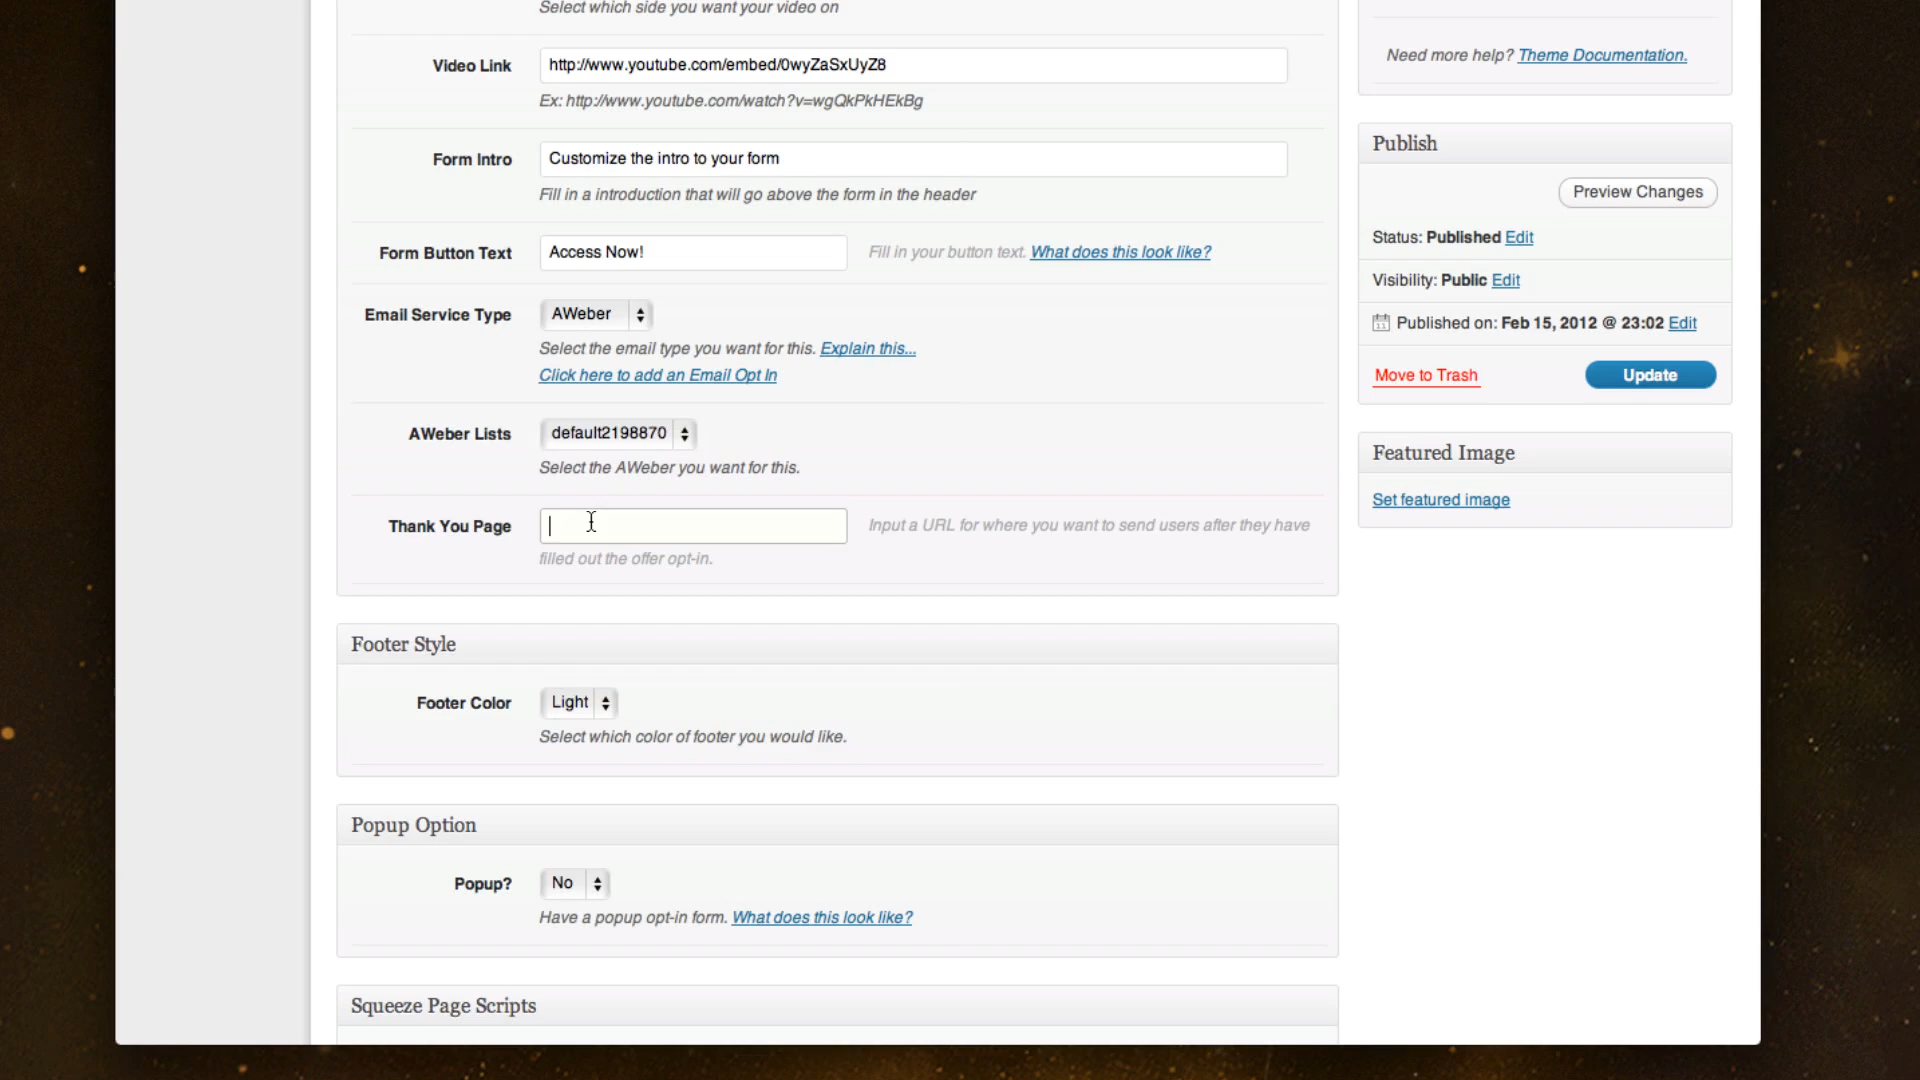 Select which side you want your video on
Video Link
http://www.youtube.com/embed/0wyZaSxUyZ8
Ex: http://www.youtube.com/watch?v=wgQkPkHEkBg
Form Intro
Customize the intro to your form
Fill in a introduction that will go above the form in the header
Form Button Text
Access Now!
Fill in your button text. What does this look like?
Email Service Type
AWeber
Select the email type you want for this. Explain this...
Click here to add an Email Opt In
AWeber Lists
default2198870
Select the AWeber you want for this.
Thank You Page
Input a URL for where you want to send users after they have
filled out the offer opt-in.
Footer Style
Footer Color
Light
Select which color of footer you would like.
Popup Option
Popup?
No
Have a popup opt-in form. What does this look like?
Squeeze Page Scripts
Need more help? Theme Documentation.
Publish
Preview Changes
Status: Published Edit
Visibility: Public Edit
11
Published on: Feb 15, 2012 @ 23:02 Edit
Move to Trash
Update
Featured Image
Set featured image